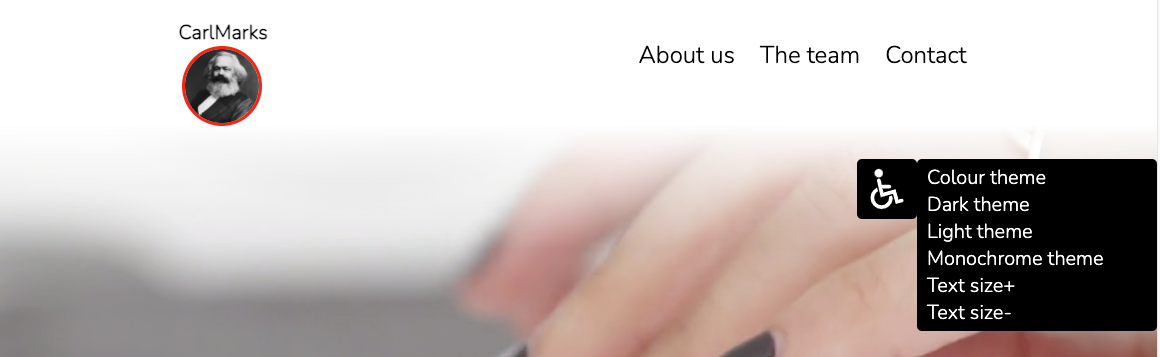 CarlMarks
About us The team Contact
Colour theme
Dark theme
Light theme
Monochrome theme
Text size+
Text size-